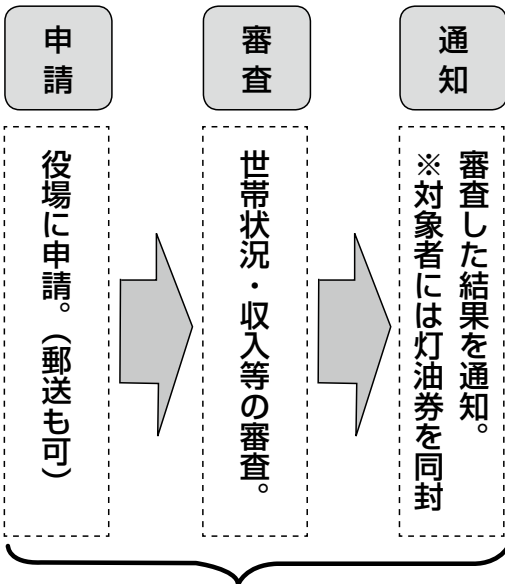 申請
役場に申請。（郵送も可）
審査
世帯状況・収入等の審査。
通知
審査した結果を通知。
※対象者には灯油券を同封